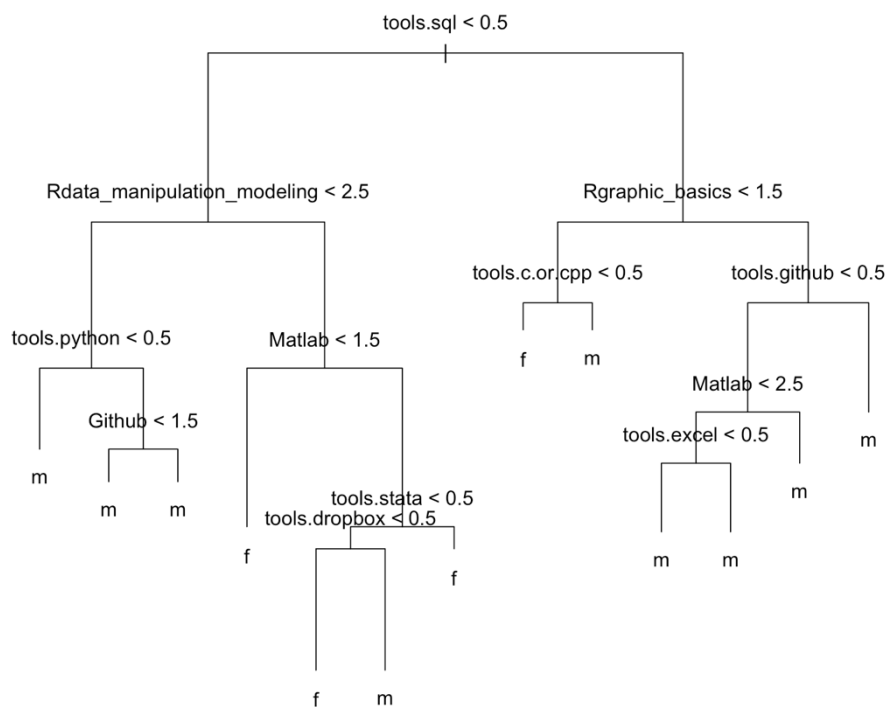 tools.sql < 0.5
Rdata_manipulation_modeling < 2.5
Rgraphic_basics < 1.5
tools.c.or.cpp < 0.5
tools.github < 0.5
tools.python < 0.5
Matlab < 1.5
f
m
Matlab < 2.5
Github < 1.5
tools.excel < 0.5
m
m
m
m
m
tools.stata < 0.5
tools.dropbox < 0.5
f
f
m
m
f
m